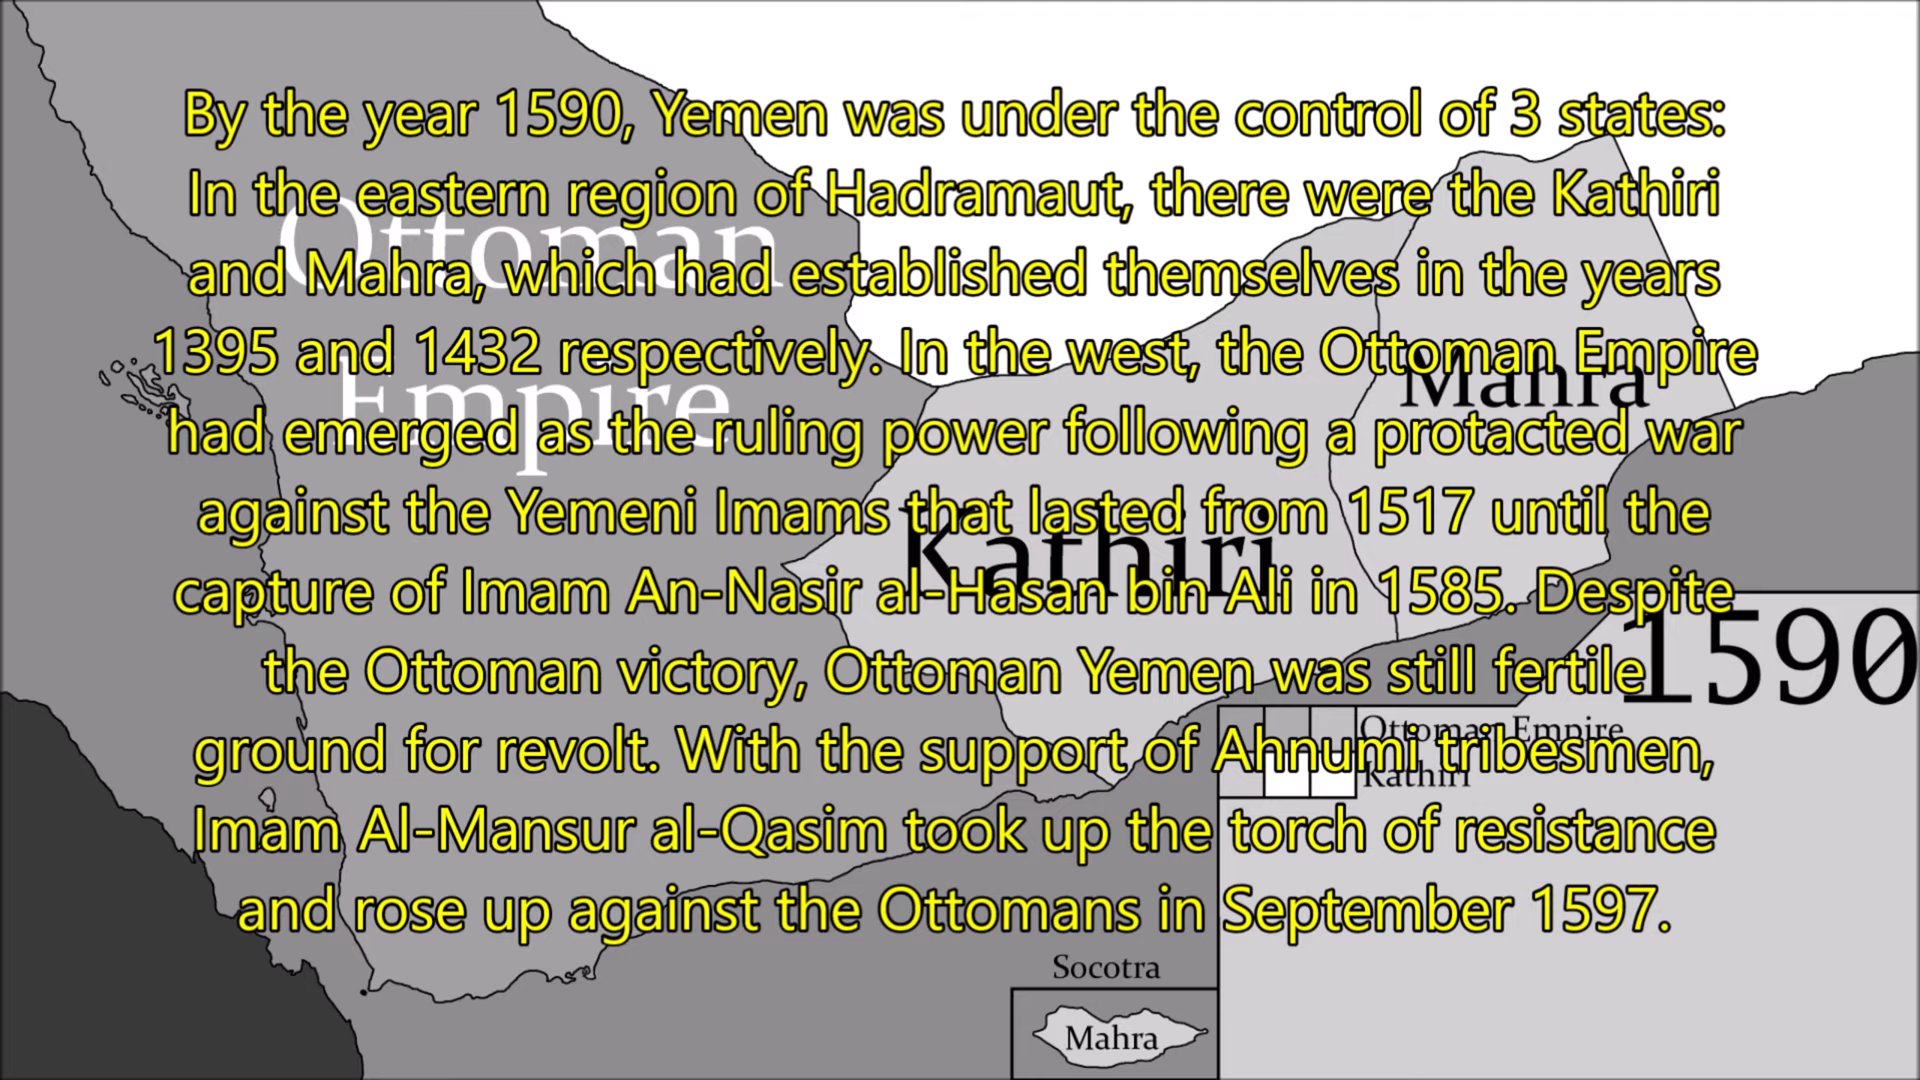 By the year 1590, Yemen was under the control of 3 states:
In the eastern region of Hadramaut, there were the Kathiri
and Mahra, which had established themselves in the years
1395 and 1432 respectively. In the west, the Ottoman Empire
had emerged as the ruling power following a protacted war
against the Yemeni Imams that lasted from 1517 until the
capture of Imam An-Nasir al-Hasan bin Ali in 1585. Despite
the Ottoman victory, Ottoman Yemen was still fertile
ground for revolt. With the support of Ahnumi tribesmen,
Imam Al-Mansur al-Qasim took up the torch of resistance
and rose up against the Ottomans in September 1597.
Ottoman
Empire
Mahra
Kathiri
1590
Ottoman Empire
Kathiri
Socotra
Mahra